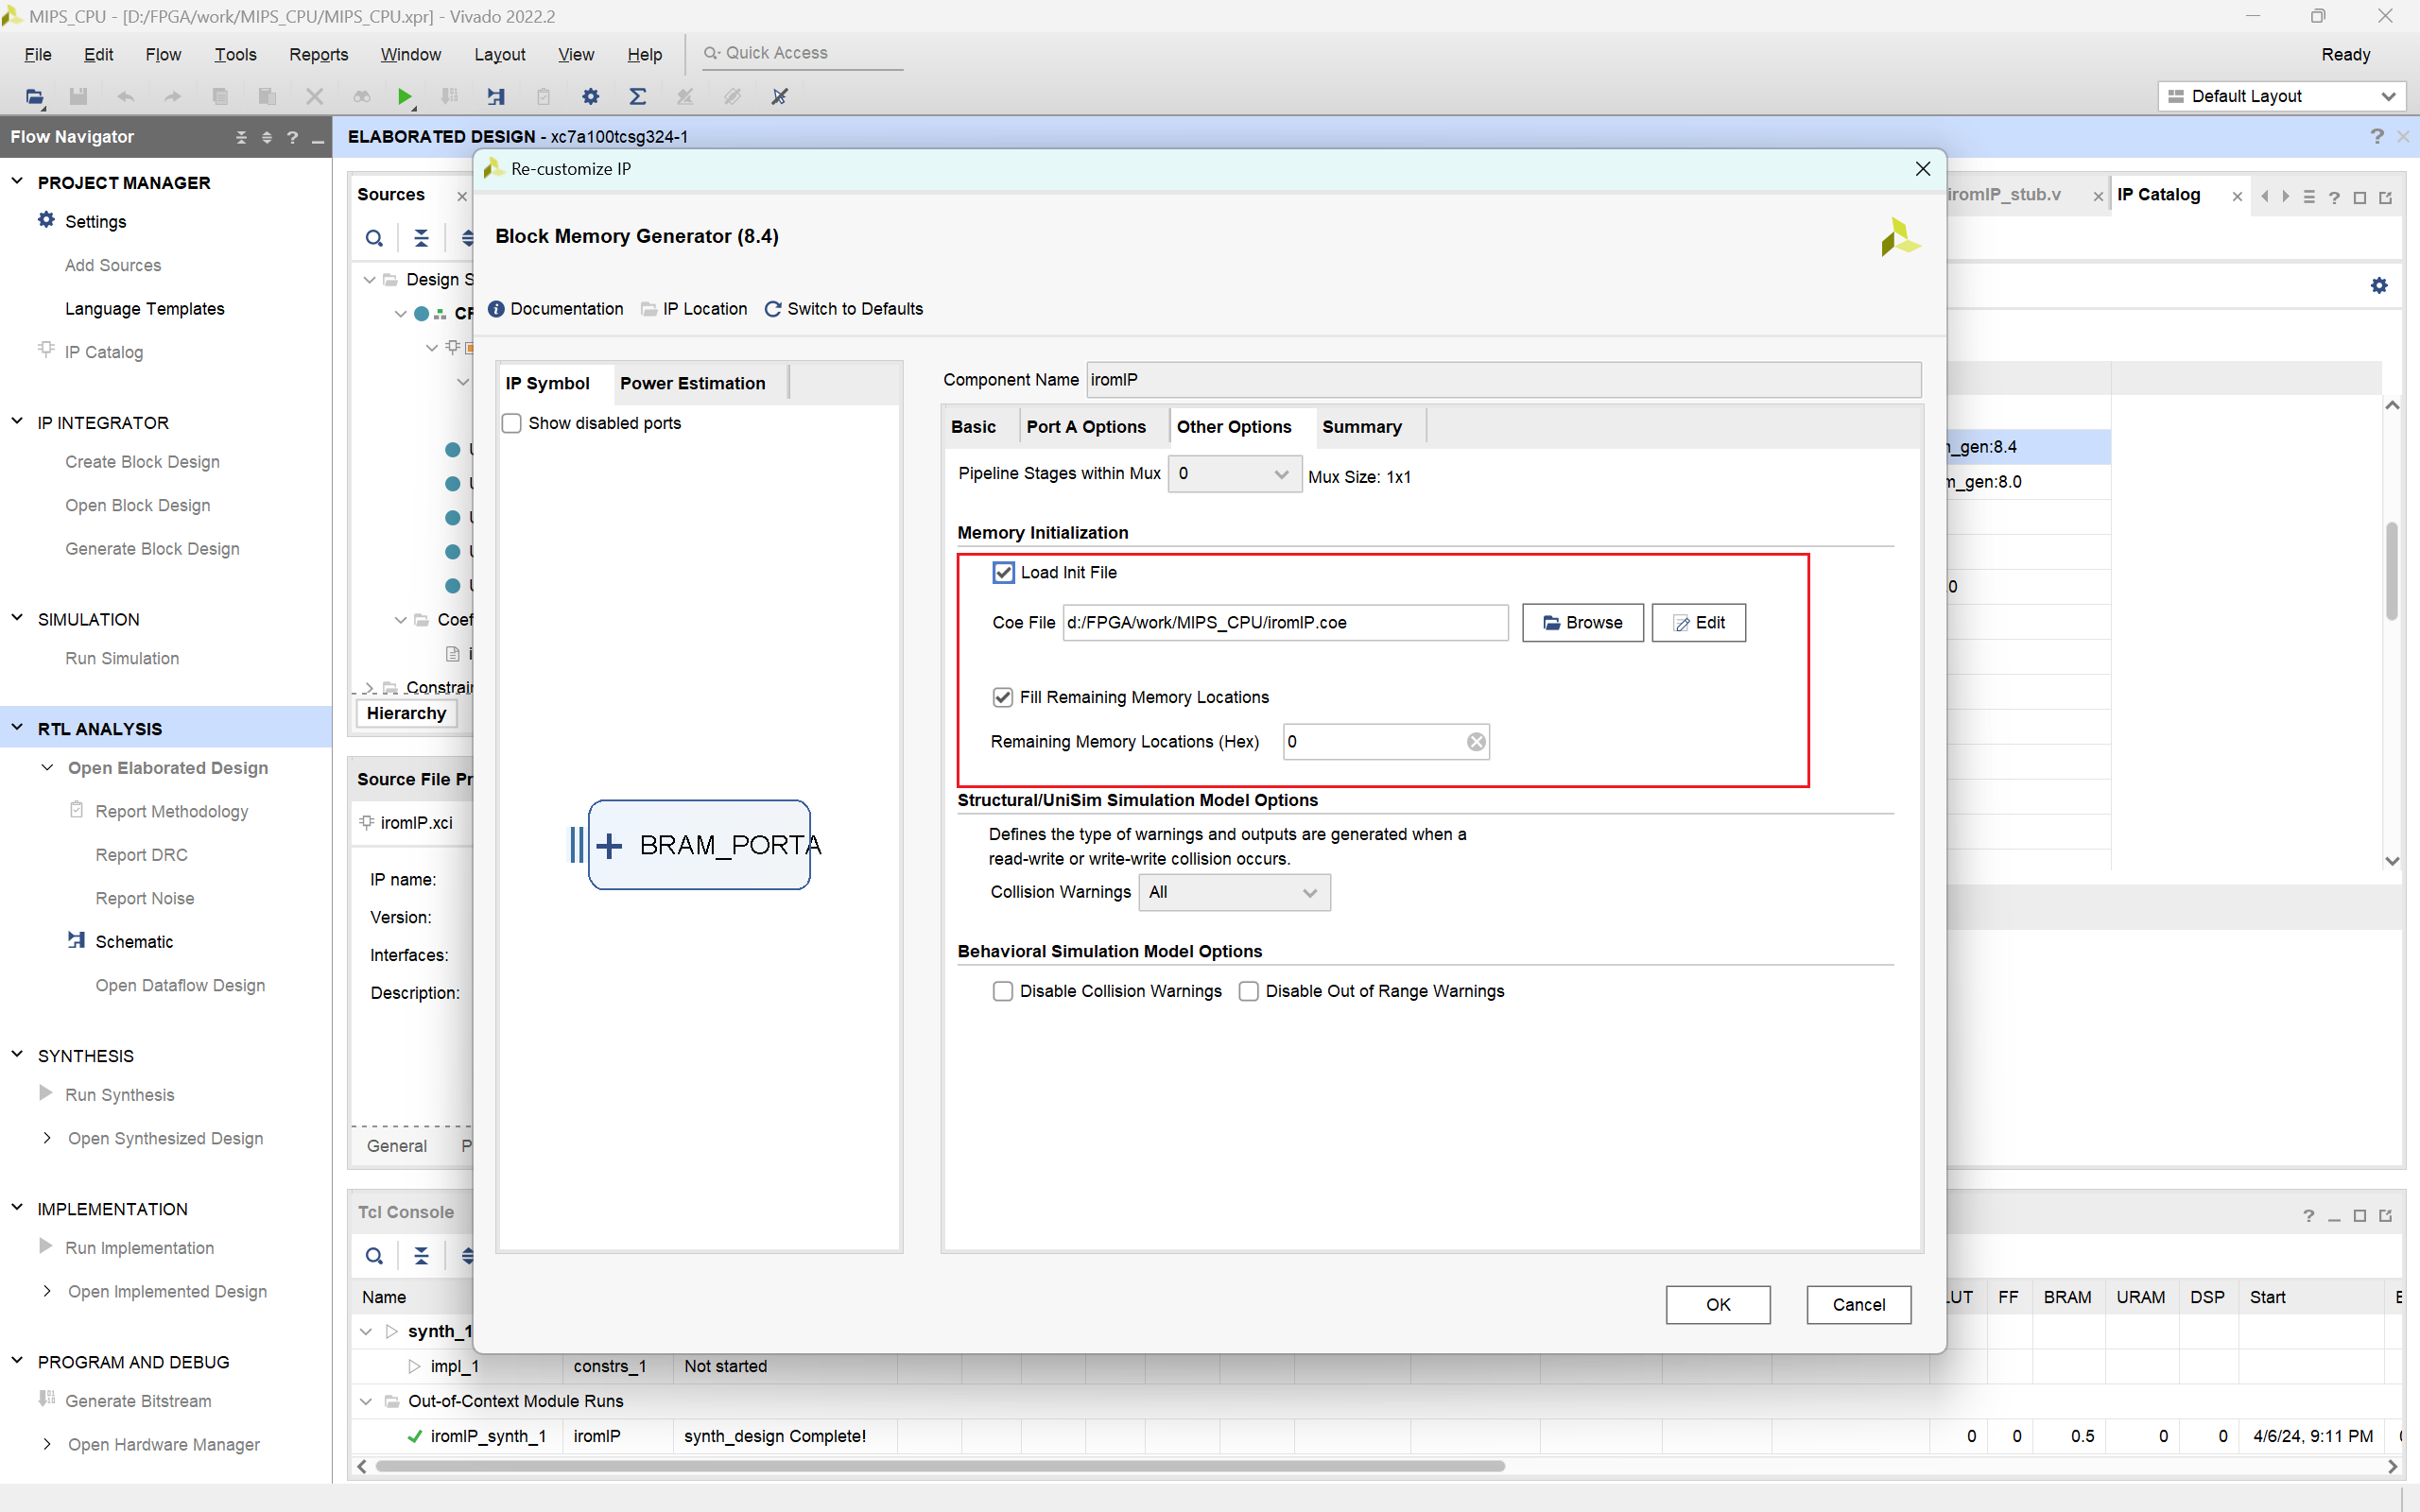 MIPS_CPU - [D:/FPGA/work/MIPS_CPU/MIPS_CPU.xpr] - Vivado 2022.2
File Edit Flow Tools Reports Window Layout View Help Quick Access Ready
Default Layout
Flow Navigator
ELABORATED DESIGN - xc7a100tcsg324-1
PROJECT MANAGER
Settings
Add Sources
Language Templates
IP Catalog
IP INTEGRATOR
Create Block Design
Open Block Design
Generate Block Design
SIMULATION
Run Simulation
RTL ANALYSIS
Open Elaborated Design
Report Methodology
Report DRC
Report Noise
Schematic
Open Dataflow Design
SYNTHESIS
Run Synthesis
Open Synthesized Design
IMPLEMENTATION
Run Implementation
Open Implemented Design
PROGRAM AND DEBUG
Generate Bitstream
Open Hardware Manager
Sources
Design S
Hierarchy
iromIP.xci
IP name:
Version:
Interfaces:
Description:
General
Re-customize IP
Block Memory Generator (8.4)
Documentation IP Location Switch to Defaults
IP Symbol Power Estimation
Show disabled ports
BRAM_PORTA
Component Name iromIP
Basic Port A Options Other Options Summary
Pipeline Stages within Mux 0 Mux Size: 1x1
Memory Initialization
Load Init File
Coe File d:/FPGA/work/MIPS_CPU/iromIP.coe Browse Edit
Fill Remaining Memory Locations
Remaining Memory Locations (Hex) 0
Structural/UniSim Simulation Model Options
Defines the type of warnings and outputs are generated when a
read-write or write-write collision occurs.
Collision Warnings All
Behavioral Simulation Model Options
Disable Collision Warnings Disable Out of Range Warnings
OK Cancel
iromIP_stub.v IP Catalog
_gen:8.4
_gen:8.0
Tcl Console
Name LUT FF BRAM URAM DSP Start
synth_1
impl_1 constrs_1 Not started
Out-of-Context Module Runs
iromIP_synth_1 iromIP synth_design Complete! 0 0 0.5 0 0 4/6/24, 9:11 PM